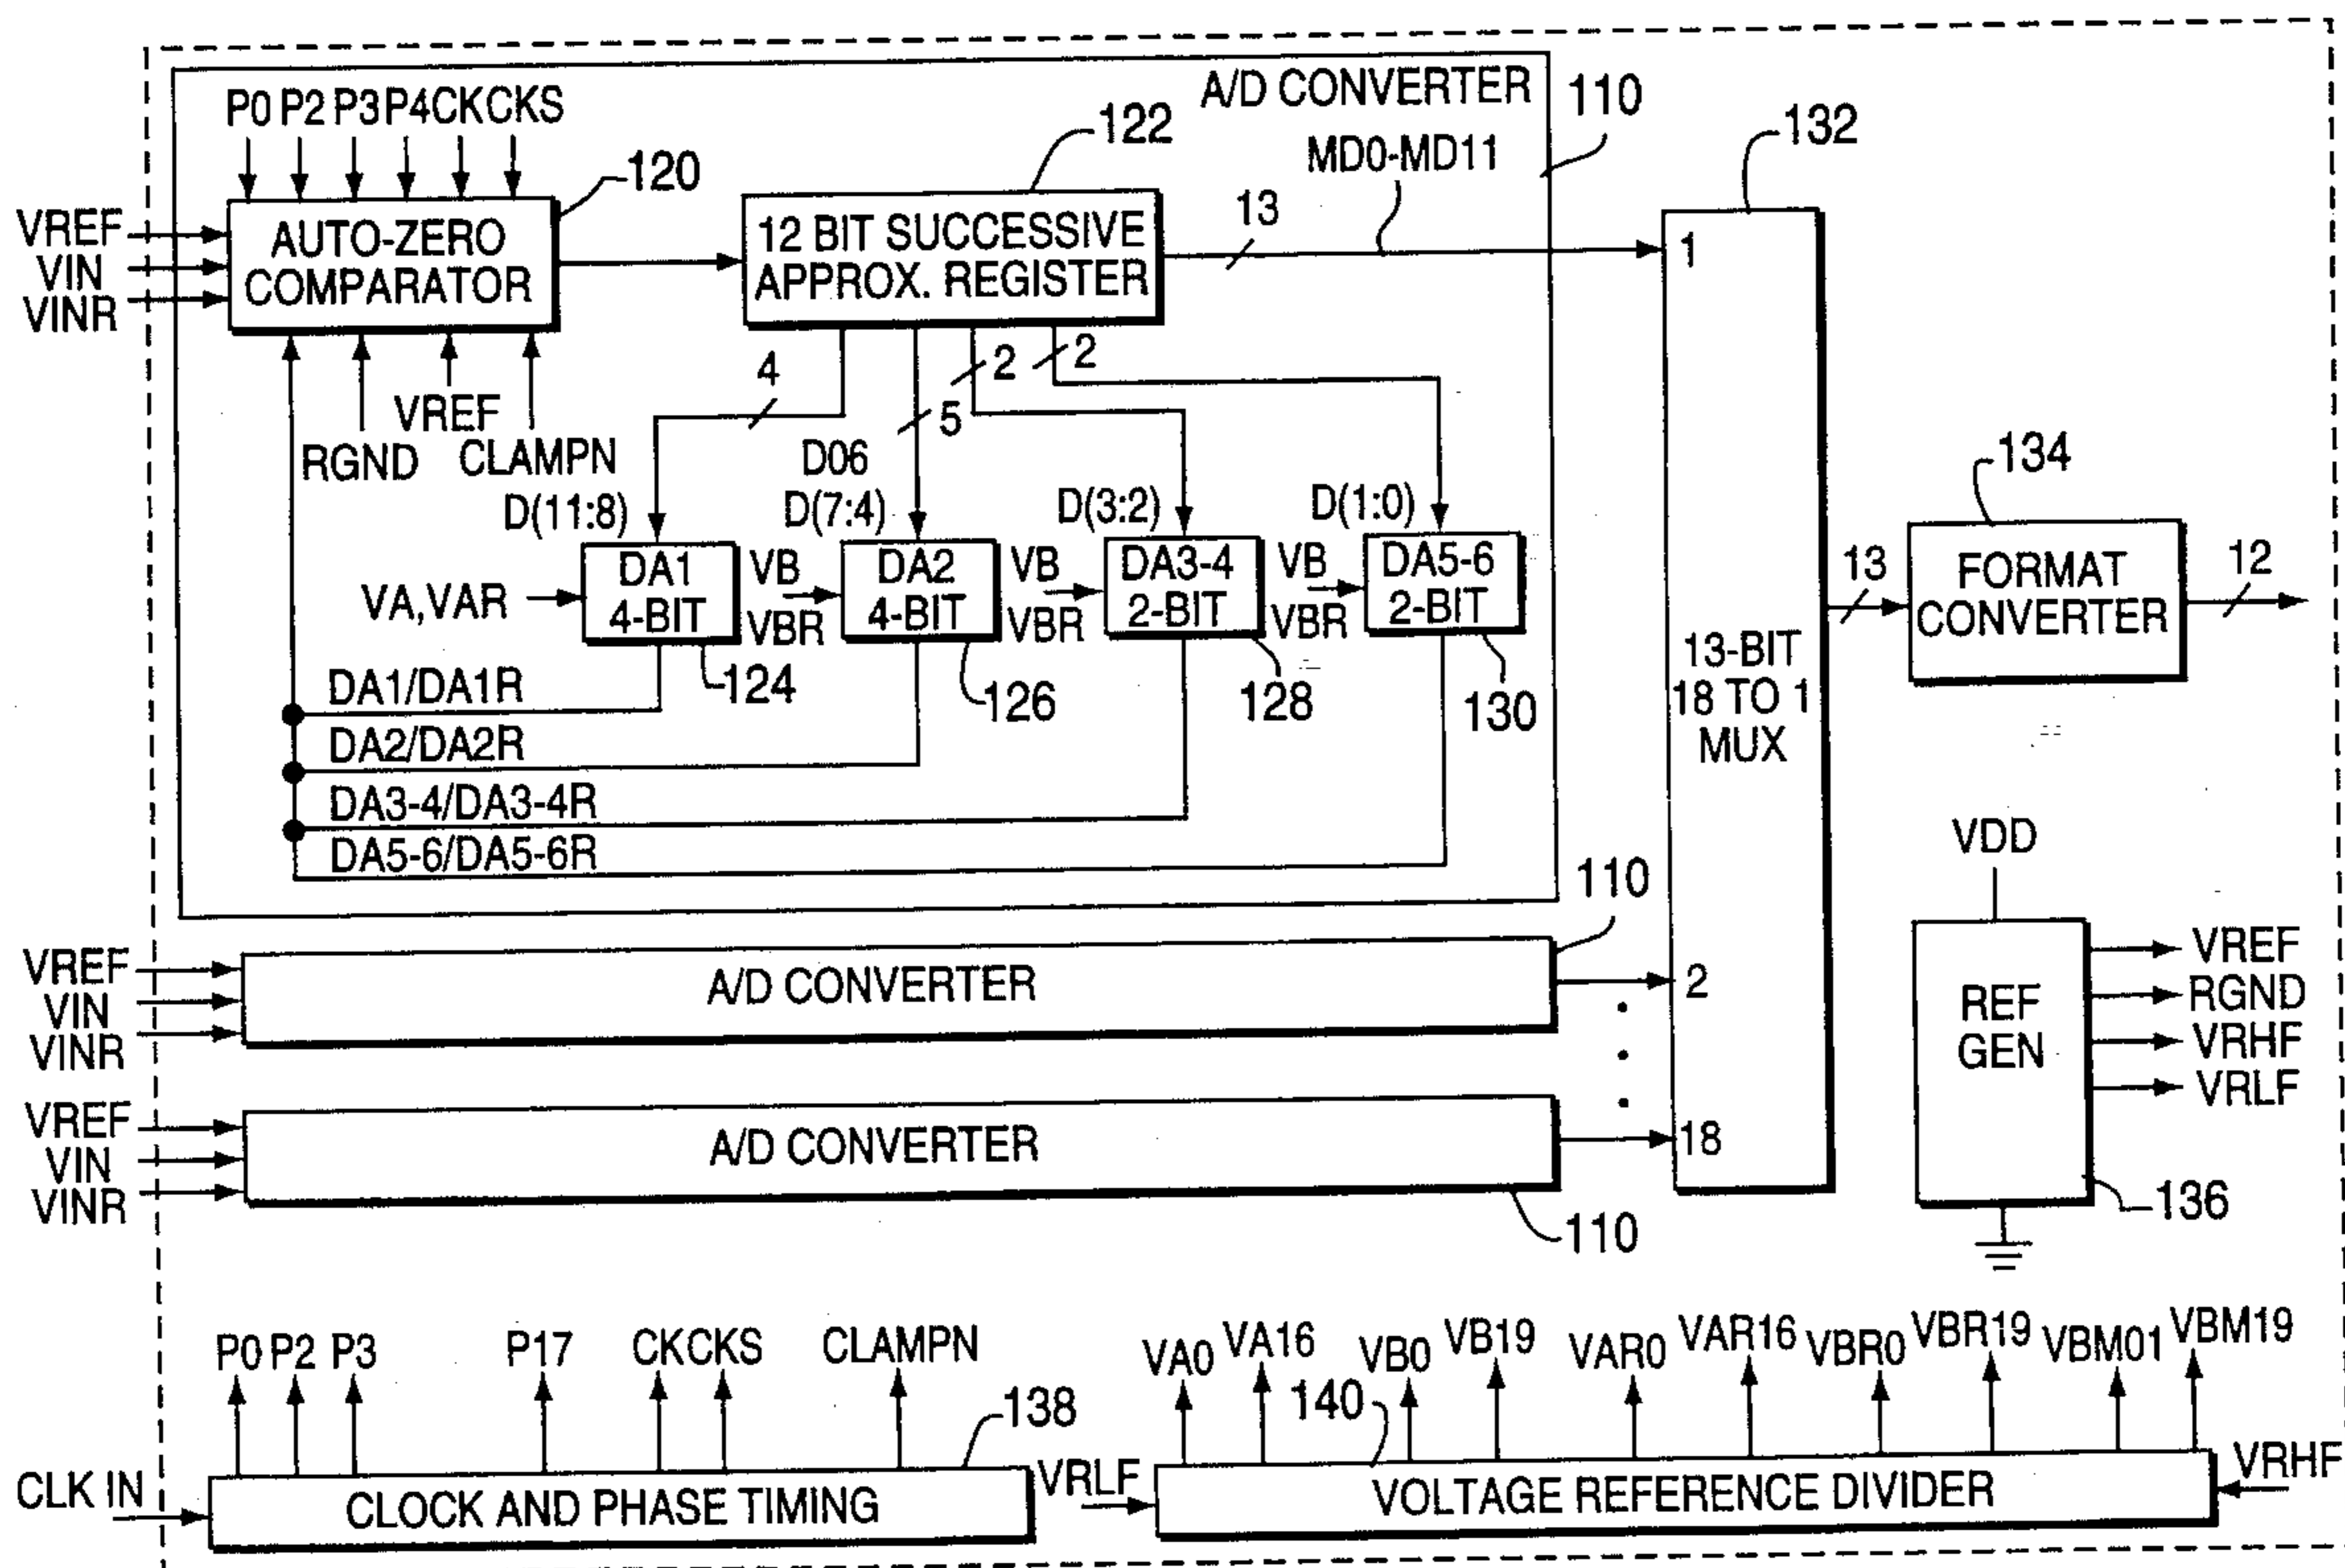 A/D CONVERTER
110
P0 P2 P3 P4 CK CKS
120
122
MD0-MD11
132
VREF
VIN
VINR
AUTO-ZERO
COMPARATOR
12 BIT SUCCESSIVE
APPROX. REGISTER
13
1
4
5
2
2
RGND
VREF
CLAMPN
D(11:8)
D06
D(7:4)
D(3:2)
D(1:0)
VA,VAR
DA1
4-BIT
VB
VBR
DA2
4-BIT
VB
VBR
DA3-4
2-BIT
VB
VBR
DA5-6
2-BIT
124
126
128
130
DA1/DA1R
DA2/DA2R
DA3-4/DA3-4R
DA5-6/DA5-6R
13-BIT
18 TO 1
MUX
13
134
FORMAT
CONVERTER
12
110
VREF
VIN
VINR
A/D CONVERTER
2
VREF
VIN
VINR
A/D CONVERTER
18
110
VDD
REF
GEN
VREF
RGND
VRHF
VRLF
136
P0 P2 P3 P17 CK CKS CLAMPN
138
CLK IN
CLOCK AND PHASE TIMING
VA0 VA16 VB0 VB19 VAR0 VAR16 VBR0 VBR19 VBM01 VBM19
140
VRLF
VOLTAGE REFERENCE DIVIDER
VRHF